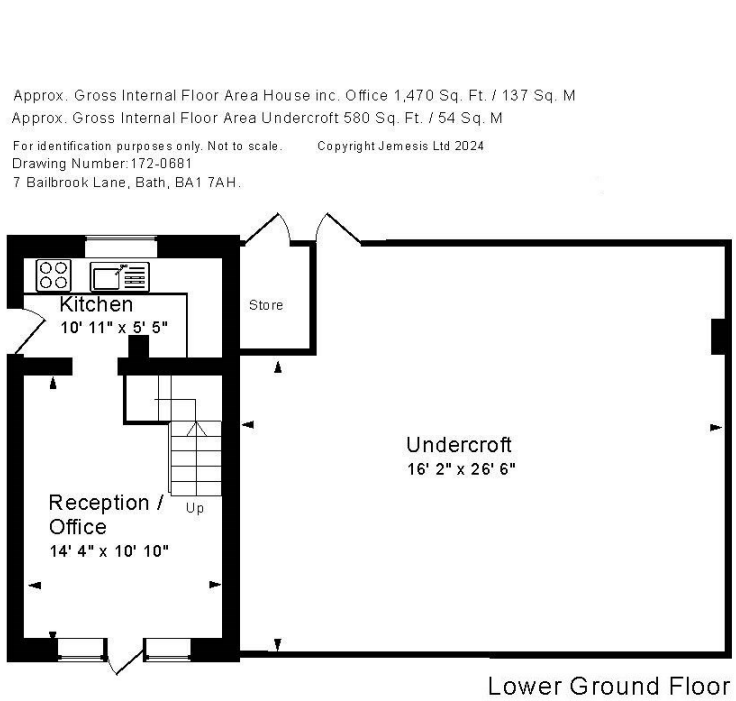 Approx. Gross Internal Floor Area House inc. Office 1,470 Sq. Ft. / 137 Sq. M
Approx. Gross Internal Floor Area Undercroft 580 Sq. Ft. / 54 Sq. M
For identification purposes only. Not to scale. Copyright Jemesis Ltd 2024
Drawing Number:172-0681
7 Bailbrook Lane, Bath, BA1 7AH.
Kitchen
10' 11" x 5' 5"
Store
Undercroft
16' 2" x 26' 6"
Reception /
Office
14' 4" x 10' 10"
Up
Lower Ground Floor